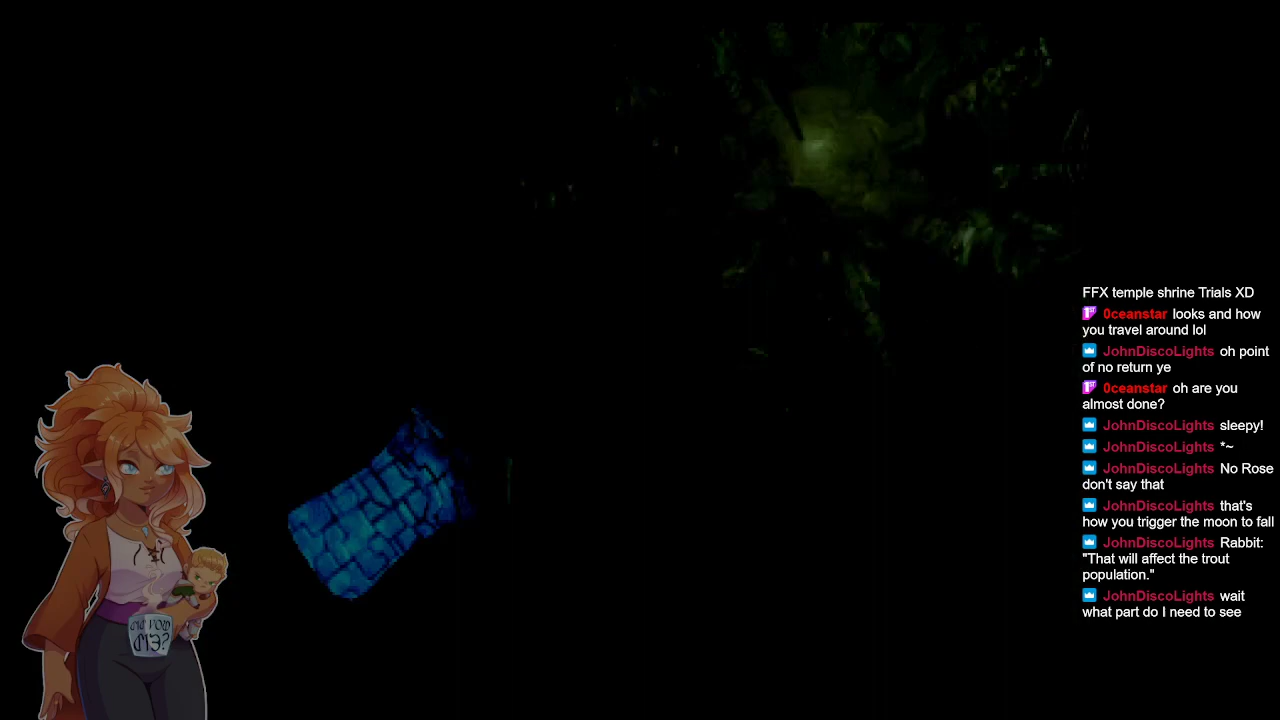 FFX temple shrine Trials XD
0ceanstar looks and how
you travel around lol
JohnDiscoLights oh point
of no return ye
0ceanstar oh are you
almost done?
JohnDiscoLights sleepy!
JohnDiscoLights *~
JohnDiscoLights No Rose
don't say that
JohnDiscoLights that's
how you trigger the moon to fall
JohnDiscoLights Rabbit:
"That will affect the trout
population."
JohnDiscoLights wait
what part do I need to see